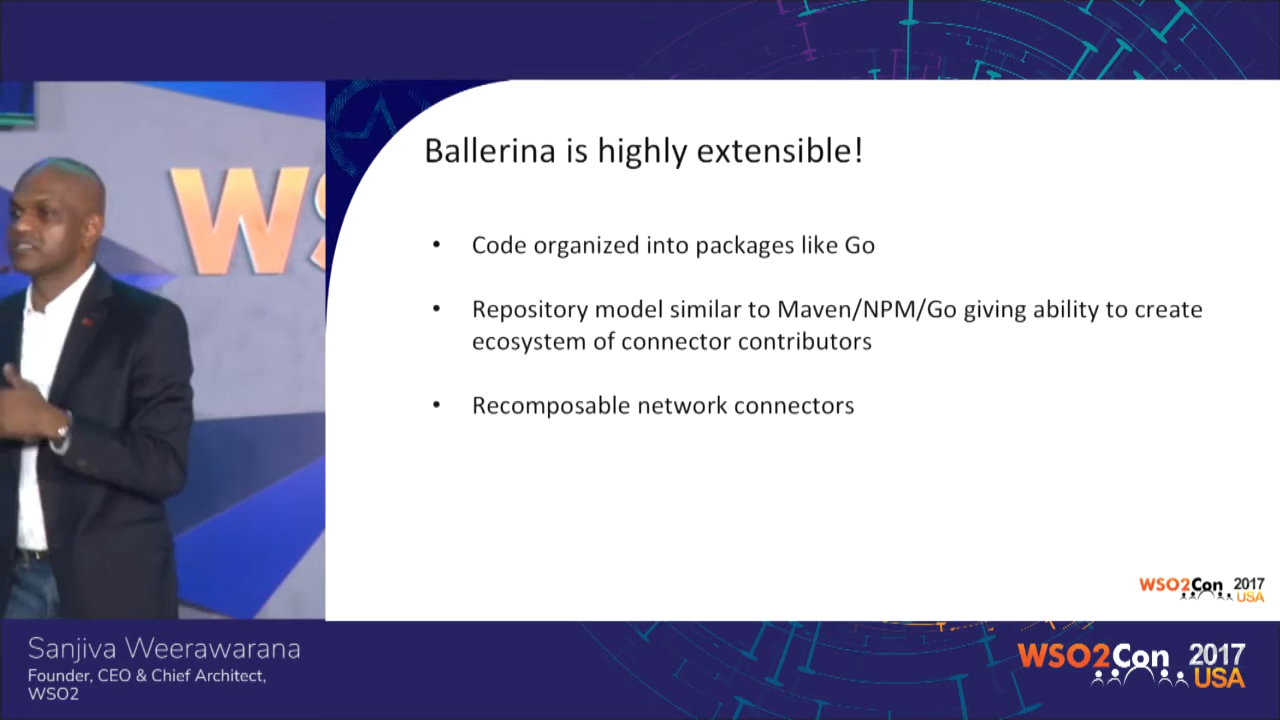 WS
Ballerina is highly extensible!
• Code organized into packages like Go
• Repository model similar to Maven/NPM/Go giving ability to create
ecosystem of connector contributors
• Recomposable network connectors
WSO2Con 2017
USA
Sanjiva Weerawarana
Founder, CEO & Chief Architect,
WSO2
WSO2Con 2017
USA